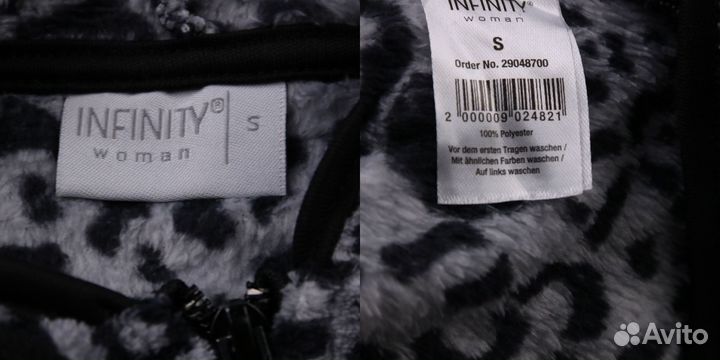 INFINITY® S
woman
INFINITY®
woman
S
Order No. 29048700
2 000009 024821
100% Polyester
Vor dem ersten Tragen waschen /
Mit ähnlichen Farben waschen /
Auf links waschen
Avito